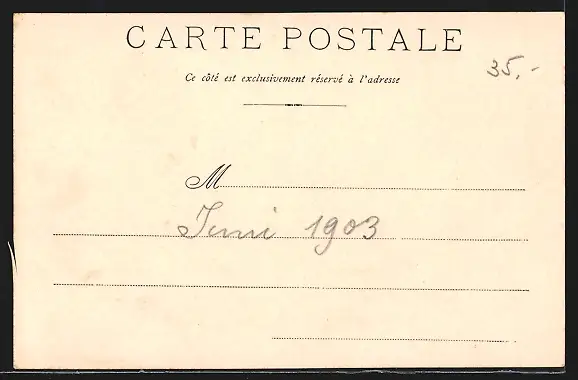 CARTE POSTALE
35,-
Ce côté est exclusivement réservé à l'adresse
M
Juni 1903